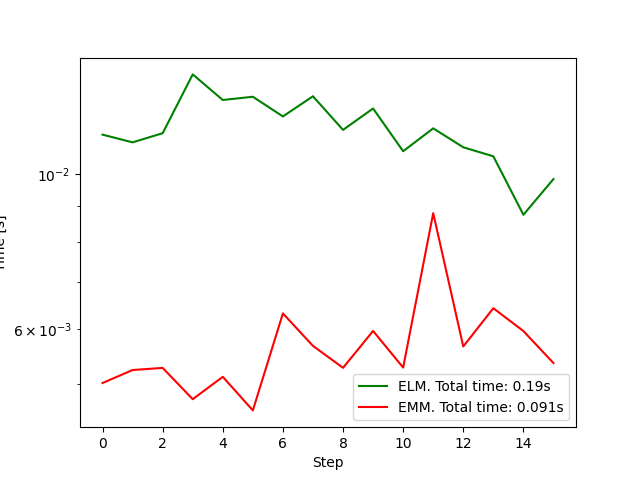 10⁻²
6 × 10⁻³
Time [s]
0 2 4 6 8 10 12 14
Step
ELM. Total time: 0.19s
EMM. Total time: 0.091s